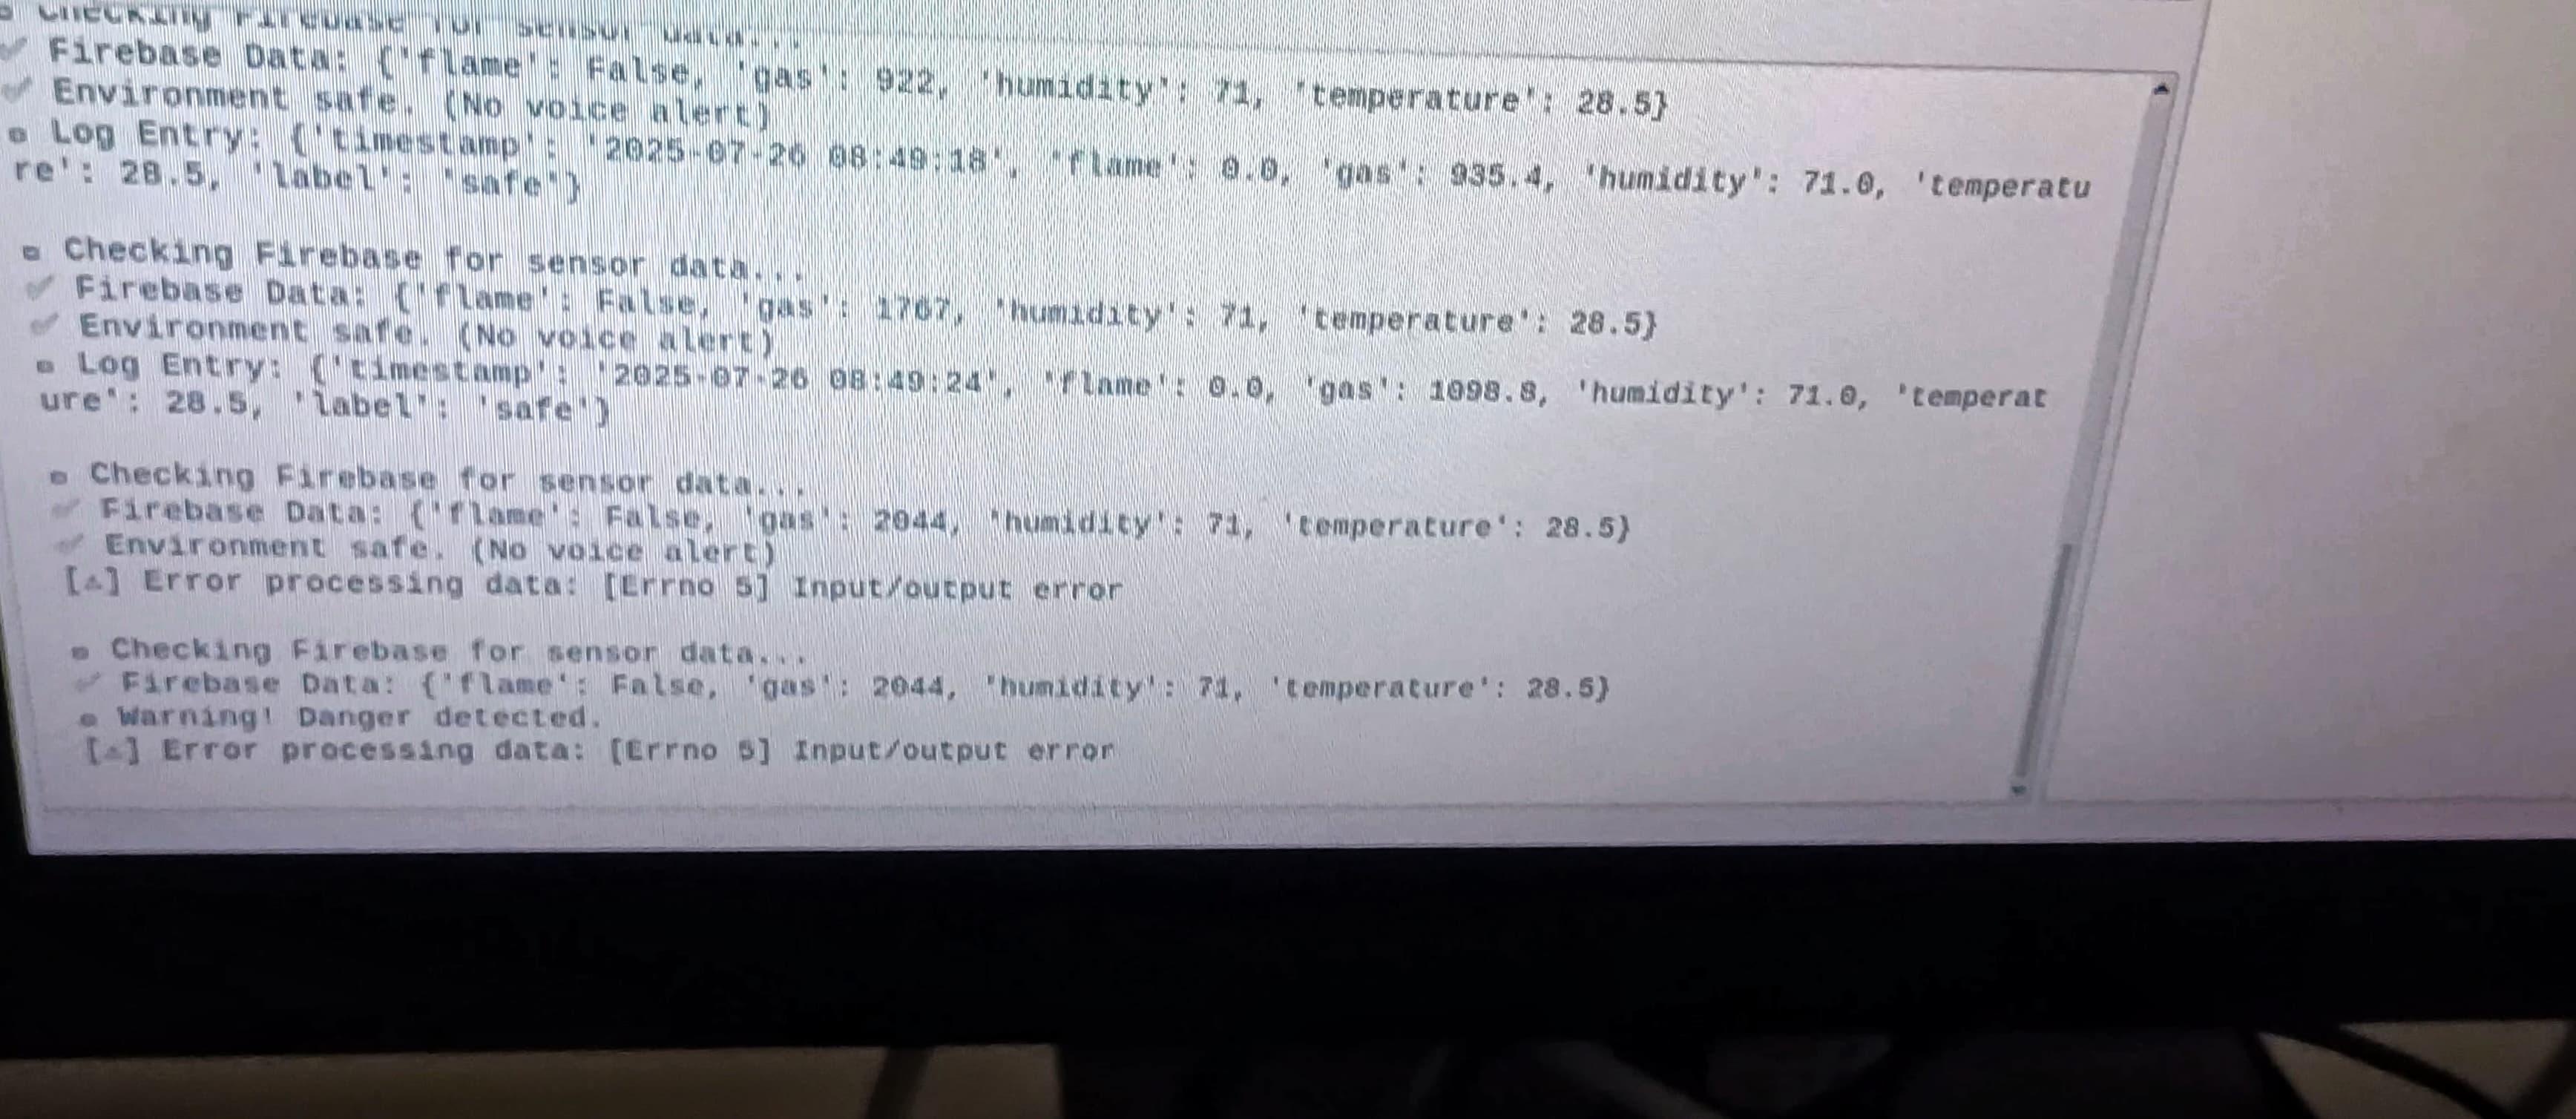 Checking Firebase for sensor data...
Firebase Data: {'flame': False, 'gas': 922, 'humidity': 71, 'temperature': 28.5}
Environment safe. (No voice alert)
Log Entry: {'timestamp': '2025-07-26 08:49:18', 'flame': 0.0, 'gas': 935.4, 'humidity': 71.0, 'temperatu
re': 28.5, 'label': 'safe'}
Checking Firebase for sensor data...
Firebase Data: {'flame': False, 'gas': 1767, 'humidity': 71, 'temperature': 28.5}
Environment safe. (No voice alert)
Log Entry: {'timestamp': '2025-07-26 08:49:24', 'flame': 0.0, 'gas': 1098.8, 'humidity': 71.0, 'temperat
ure': 28.5, 'label': 'safe'}
Checking Firebase for sensor data...
Firebase Data: {'flame': False, 'gas': 2044, 'humidity': 71, 'temperature': 28.5}
Environment safe. (No voice alert)
[⚠] Error processing data: [Errno 5] Input/output error
Checking Firebase for sensor data...
Firebase Data: {'flame': False, 'gas': 2044, 'humidity': 71, 'temperature': 28.5}
Warning! Danger detected.
[⚠] Error processing data: [Errno 5] Input/output error